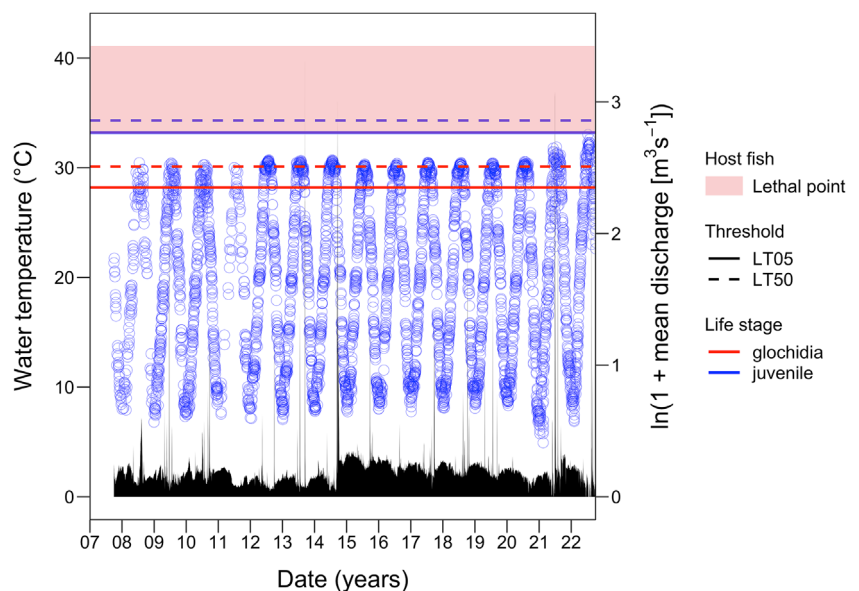 Water temperature (°C)
40
30
20
10
0
07 08 09 10 11 12 13 14 15 16 17 18 19 20 21 22
Date (years)
3
2
1
0
ln(1 + mean discharge [m³s⁻¹])
Host fish
Lethal point
Threshold
LT05
LT50
Life stage
glochidia
juvenile